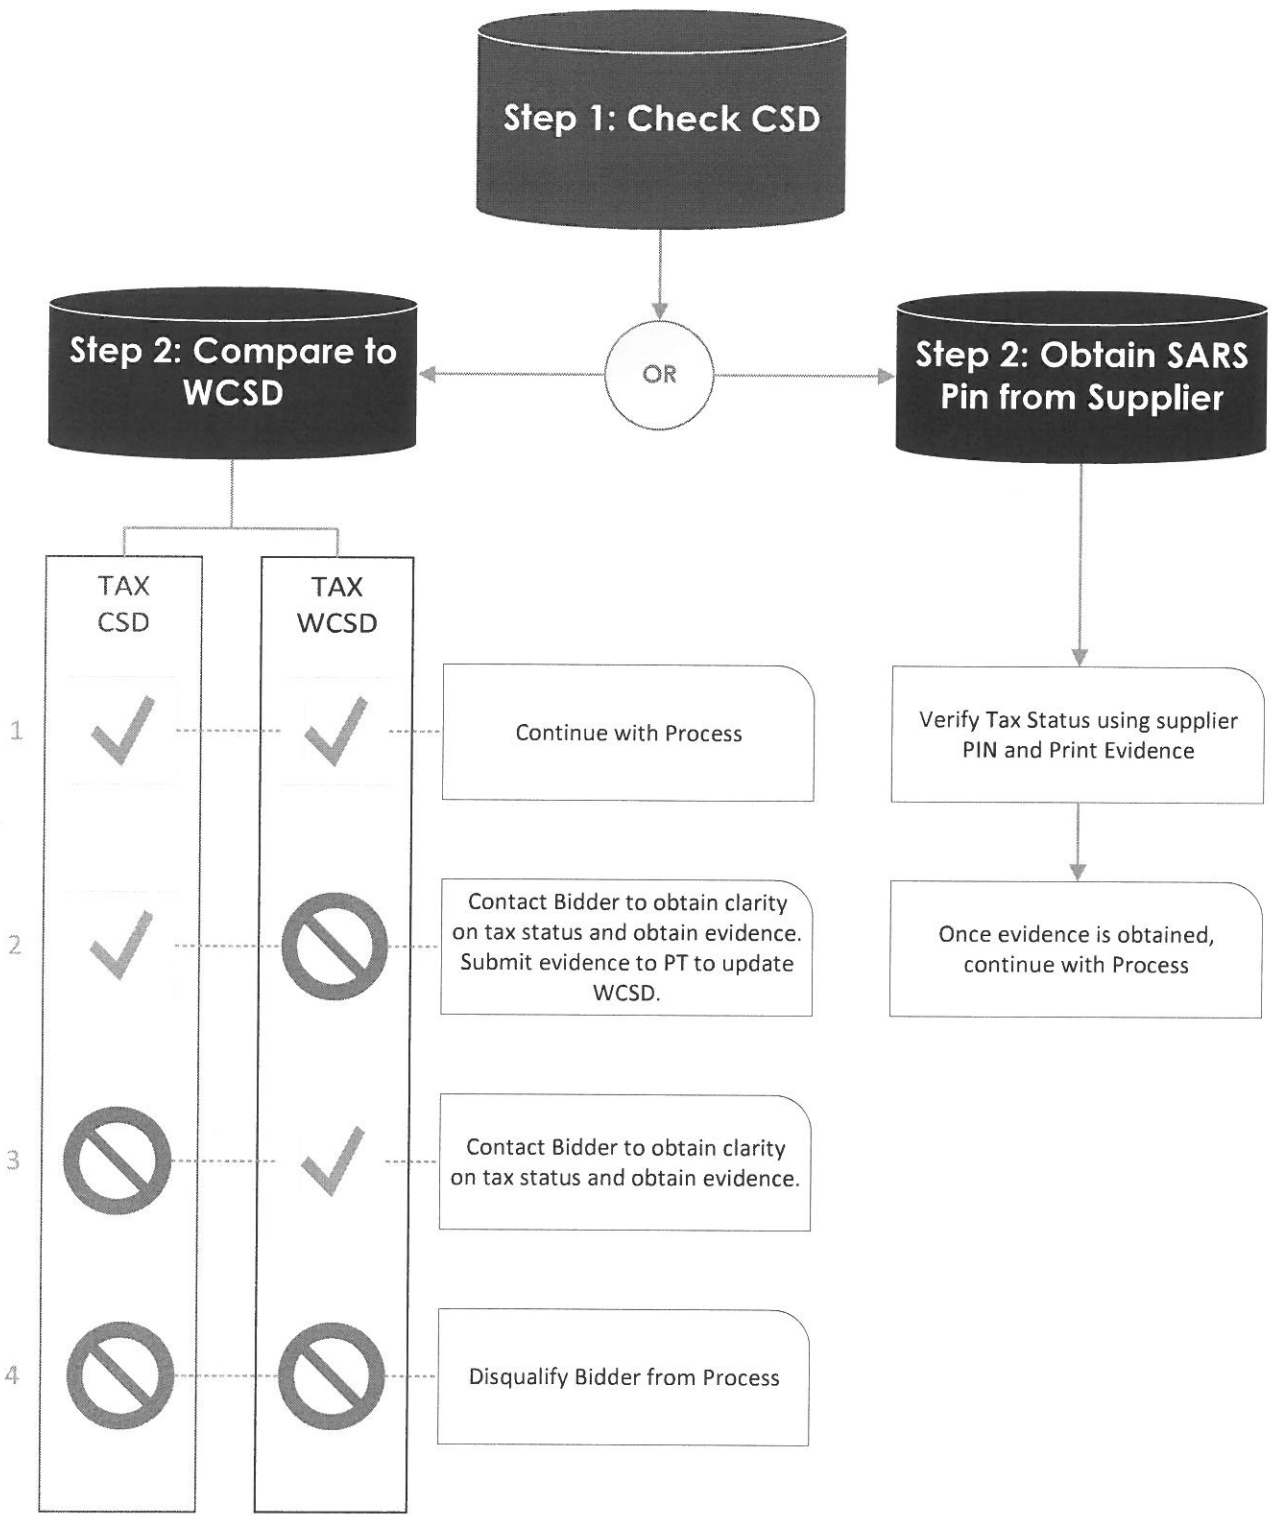 Step 1: Check CSD
OR
Step 2: Compare to
WCSD
Step 2: Obtain SARS
Pin from Supplier
TAX
CSD
TAX
WCSD
1
Continue with Process
2
Contact Bidder to obtain clarity
on tax status and obtain evidence.
Submit evidence to PT to update
WCSD.
3
Contact Bidder to obtain clarity
on tax status and obtain evidence.
4
Disqualify Bidder from Process
Verify Tax Status using supplier
PIN and Print Evidence
Once evidence is obtained,
continue with Process